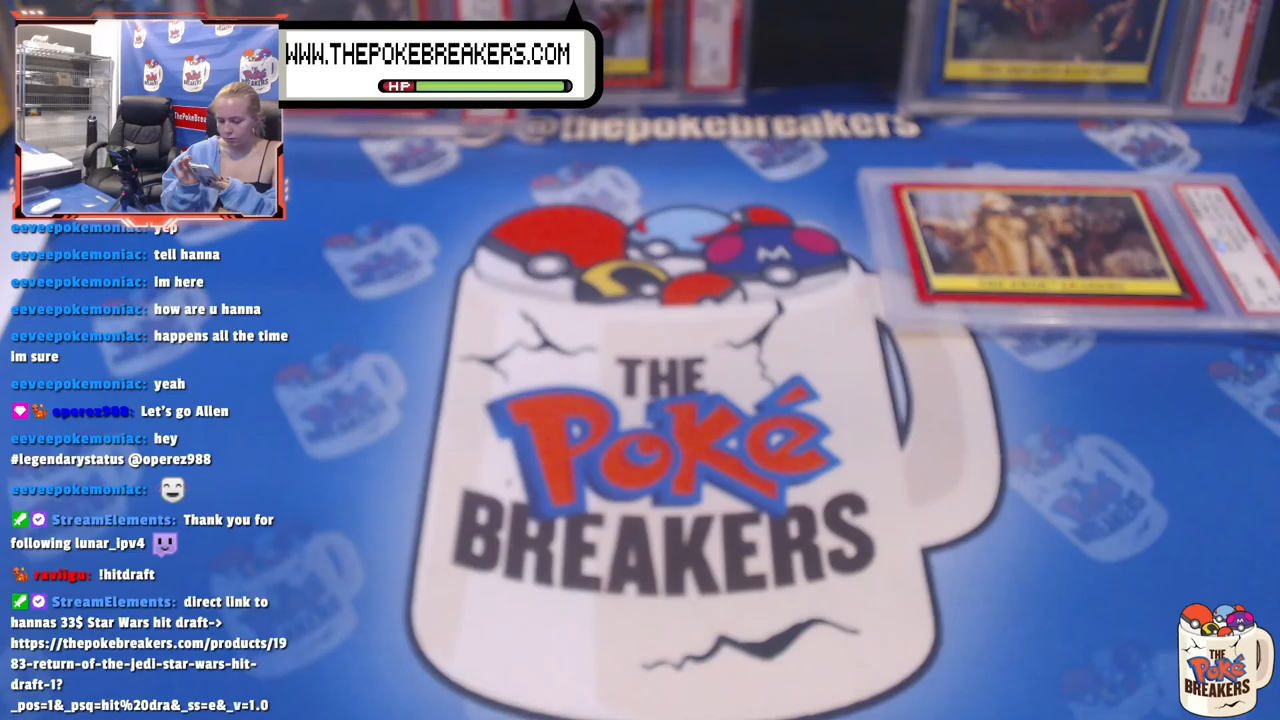 WWW.THEPOKEBREAKERS.COM
HP
@thepokebreakers
THE
Poké
BREAKERS
eeveepokemoniac: yep
eeveepokemoniac: tell hanna
eeveepokemoniac: Im here
eeveepokemoniac: how are u hanna
eeveepokemoniac: happens all the time
im sure
eeveepokemoniac: yeah
operez988: Let's go Allen
eeveepokemoniac: hey
#legendarystatus @operez988
eeveepokemoniac:
StreamElements: Thank you for
following lunar_ipv4
ruviigu: !hitdraft
StreamElements: direct link to
hannas 33$ Star Wars hit draft->
https://thepokebreakers.com/products/19
83-return-of-the-jedi-star-wars-hit-
draft-1?
_pos=1&_psq=hit%20dra&_ss=e&_v=1.0
THE
Poké
BREAKERS